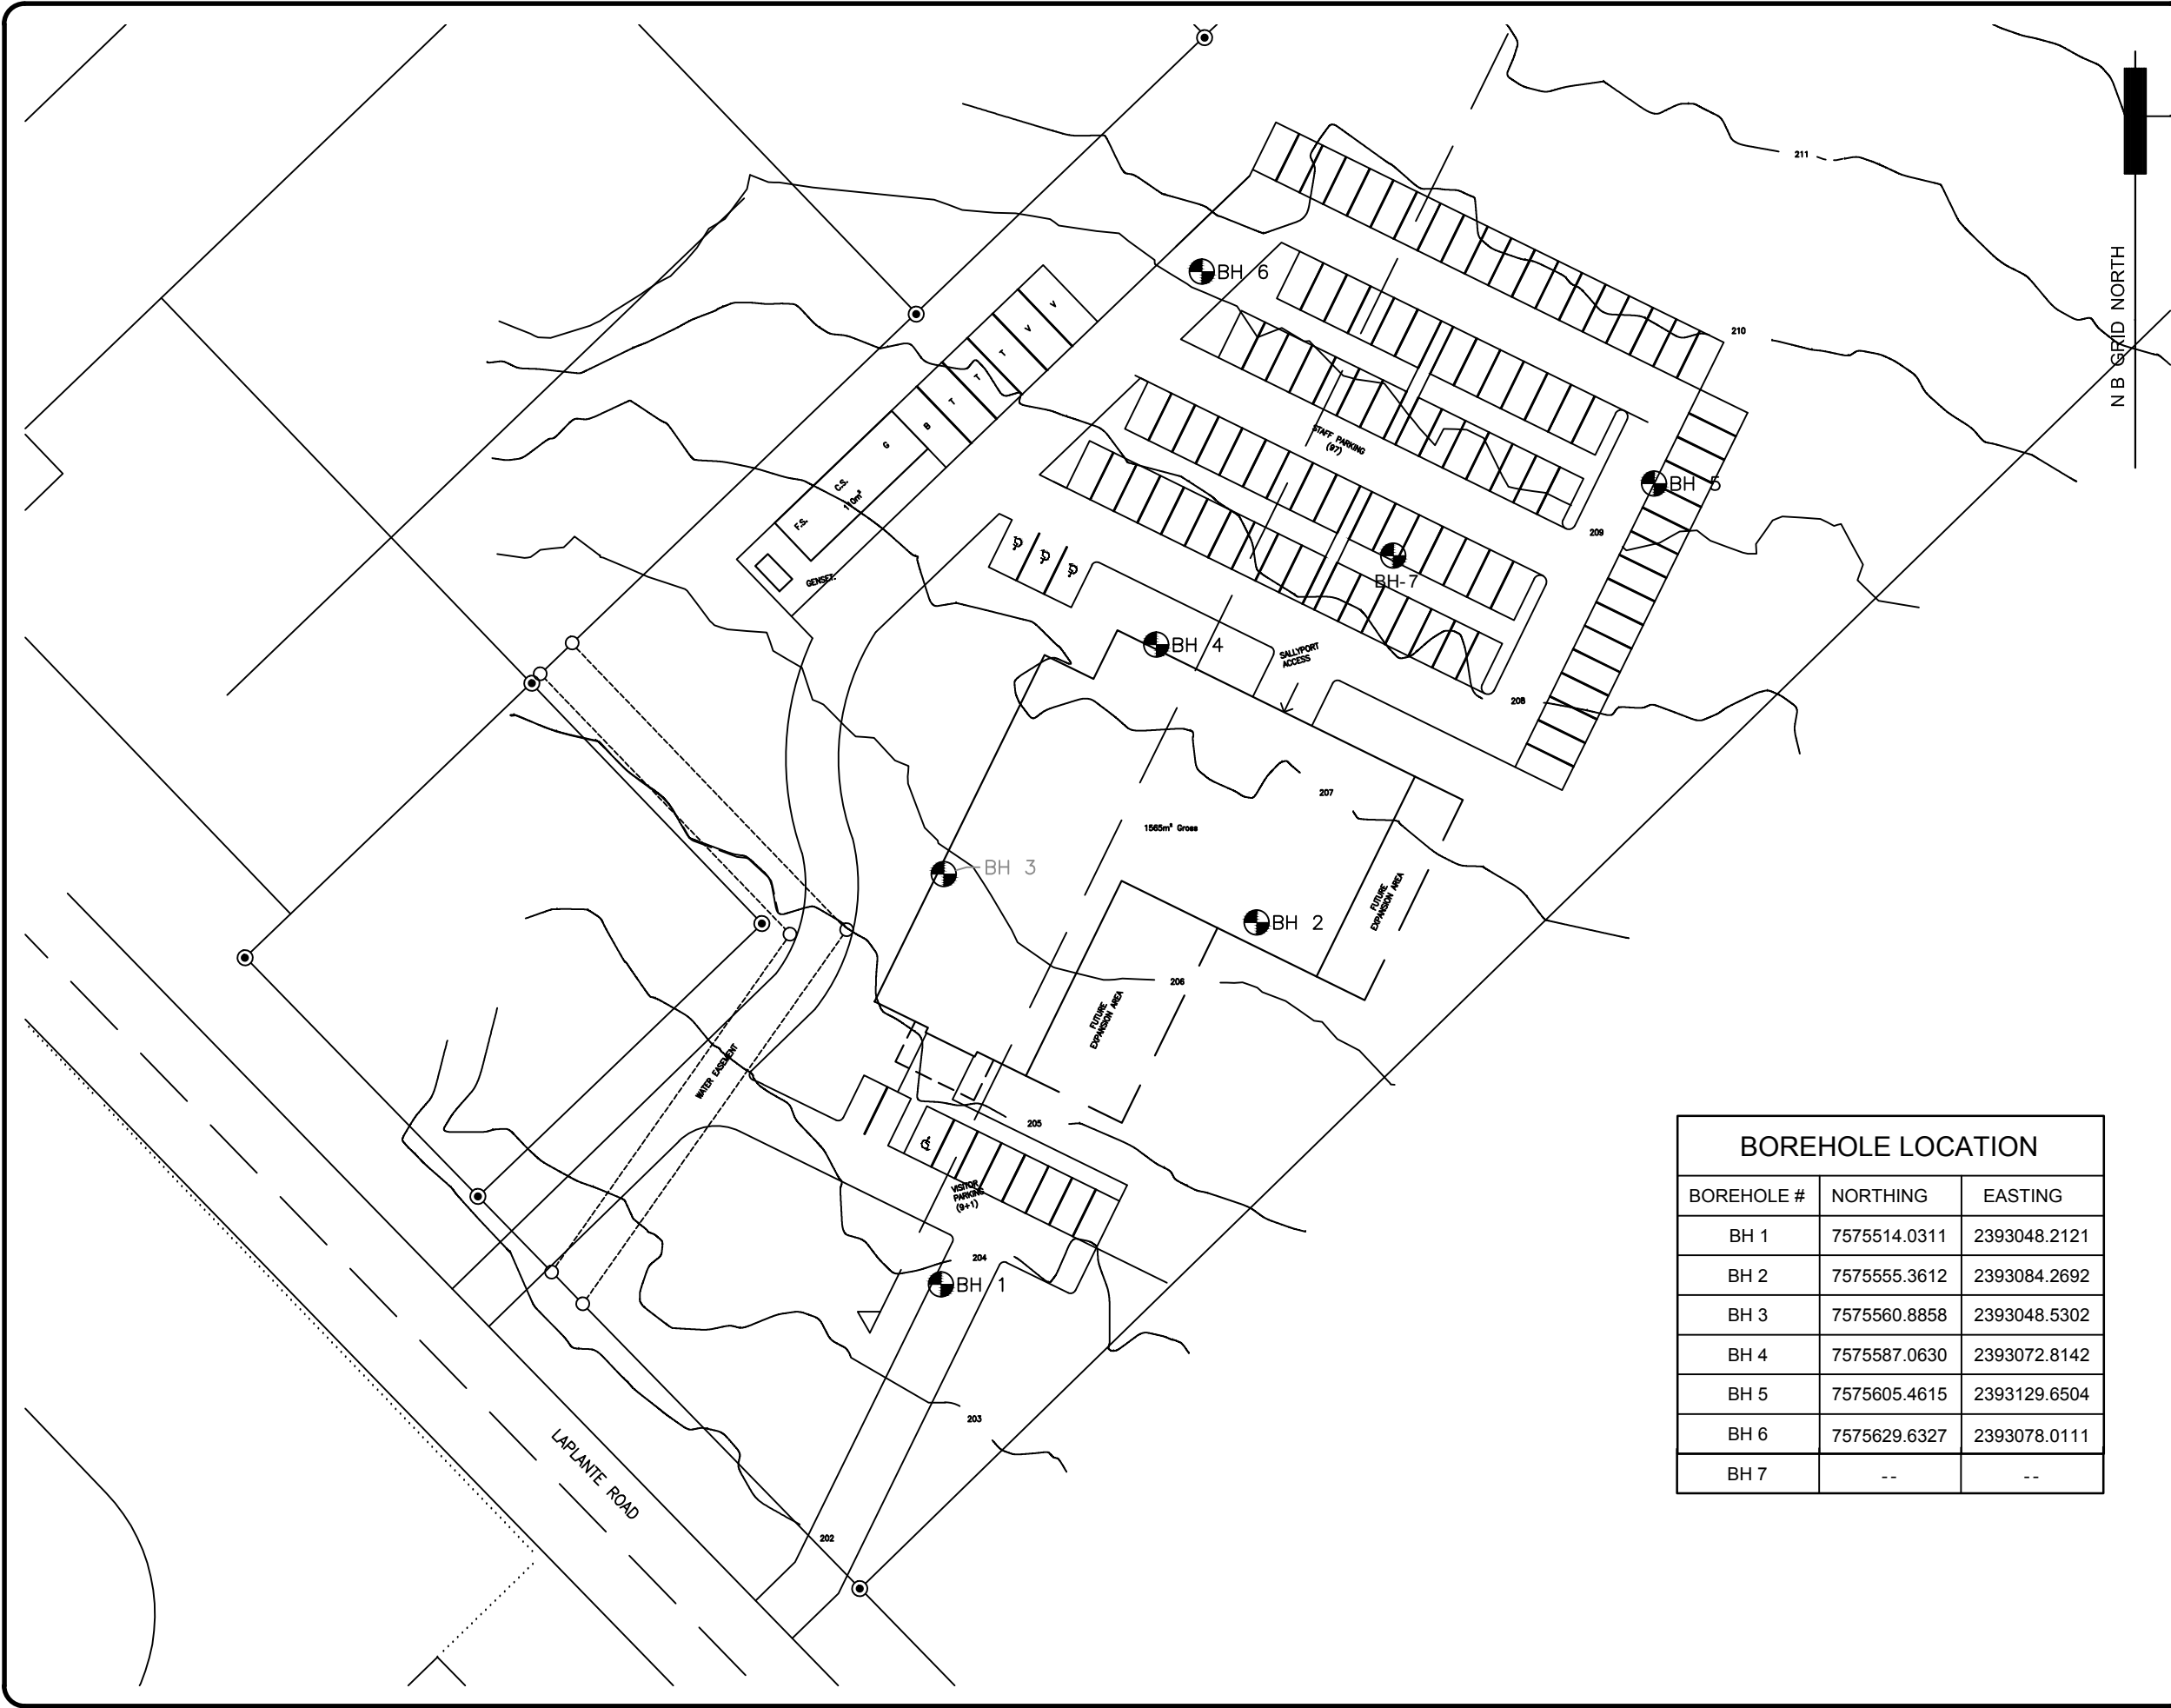 211
210
N B GRID NORTH
BH 6
V
V
T
T
T
B
G
C.S.
110m²
F.S.
GENSET.
STAFF PARKING
(97)
BH 5
209
BH-7
BH 4
SALLYPORT
ACCESS
208
207
1565m² Gross
BH 3
FUTURE
EXPANSION AREA
BH 2
206
FUTURE
EXPANSION AREA
WATER EASEMENT
205
VISITOR
PARKING
(9+1)
204
BH 1
203
LAPLANTE ROAD
202
BOREHOLE LOCATION
BOREHOLE # NORTHING EASTING
BH 1 7575514.0311 2393048.2121
BH 2 7575555.3612 2393084.2692
BH 3 7575560.8858 2393048.5302
BH 4 7575587.0630 2393072.8142
BH 5 7575605.4615 2393129.6504
BH 6 7575629.6327 2393078.0111
BH 7 -- --